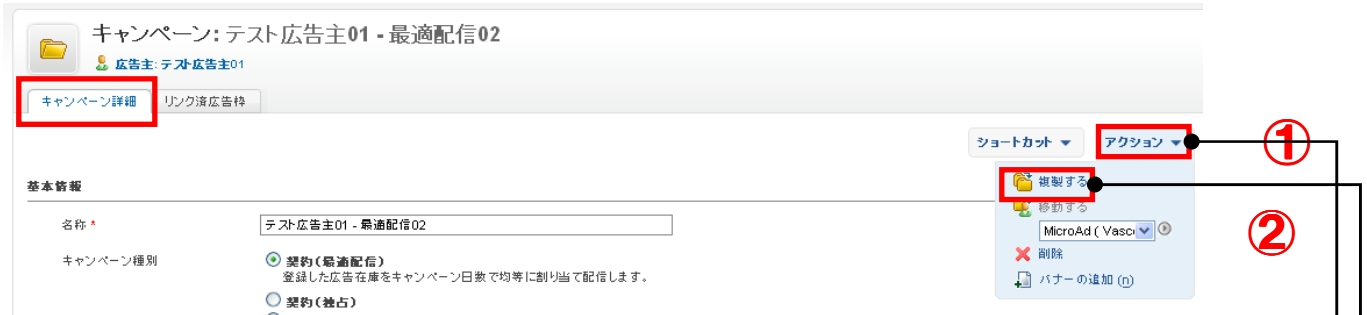 キャンペーン: テスト広告主01 - 最適配信02
広告主: テスト広告主01
キャンペーン詳細
リンク済広告枠
ショートカット
アクション
①
複製する
移動する
MicroAd ( Vasc
削除
バナーの追加 (n)
②
基本情報
名称 *
テスト広告主01 - 最適配信02
キャンペーン種別
契約(最適配信)
登録した広告在庫をキャンペーン日数で均等に割り当て配信します。
契約(独占)